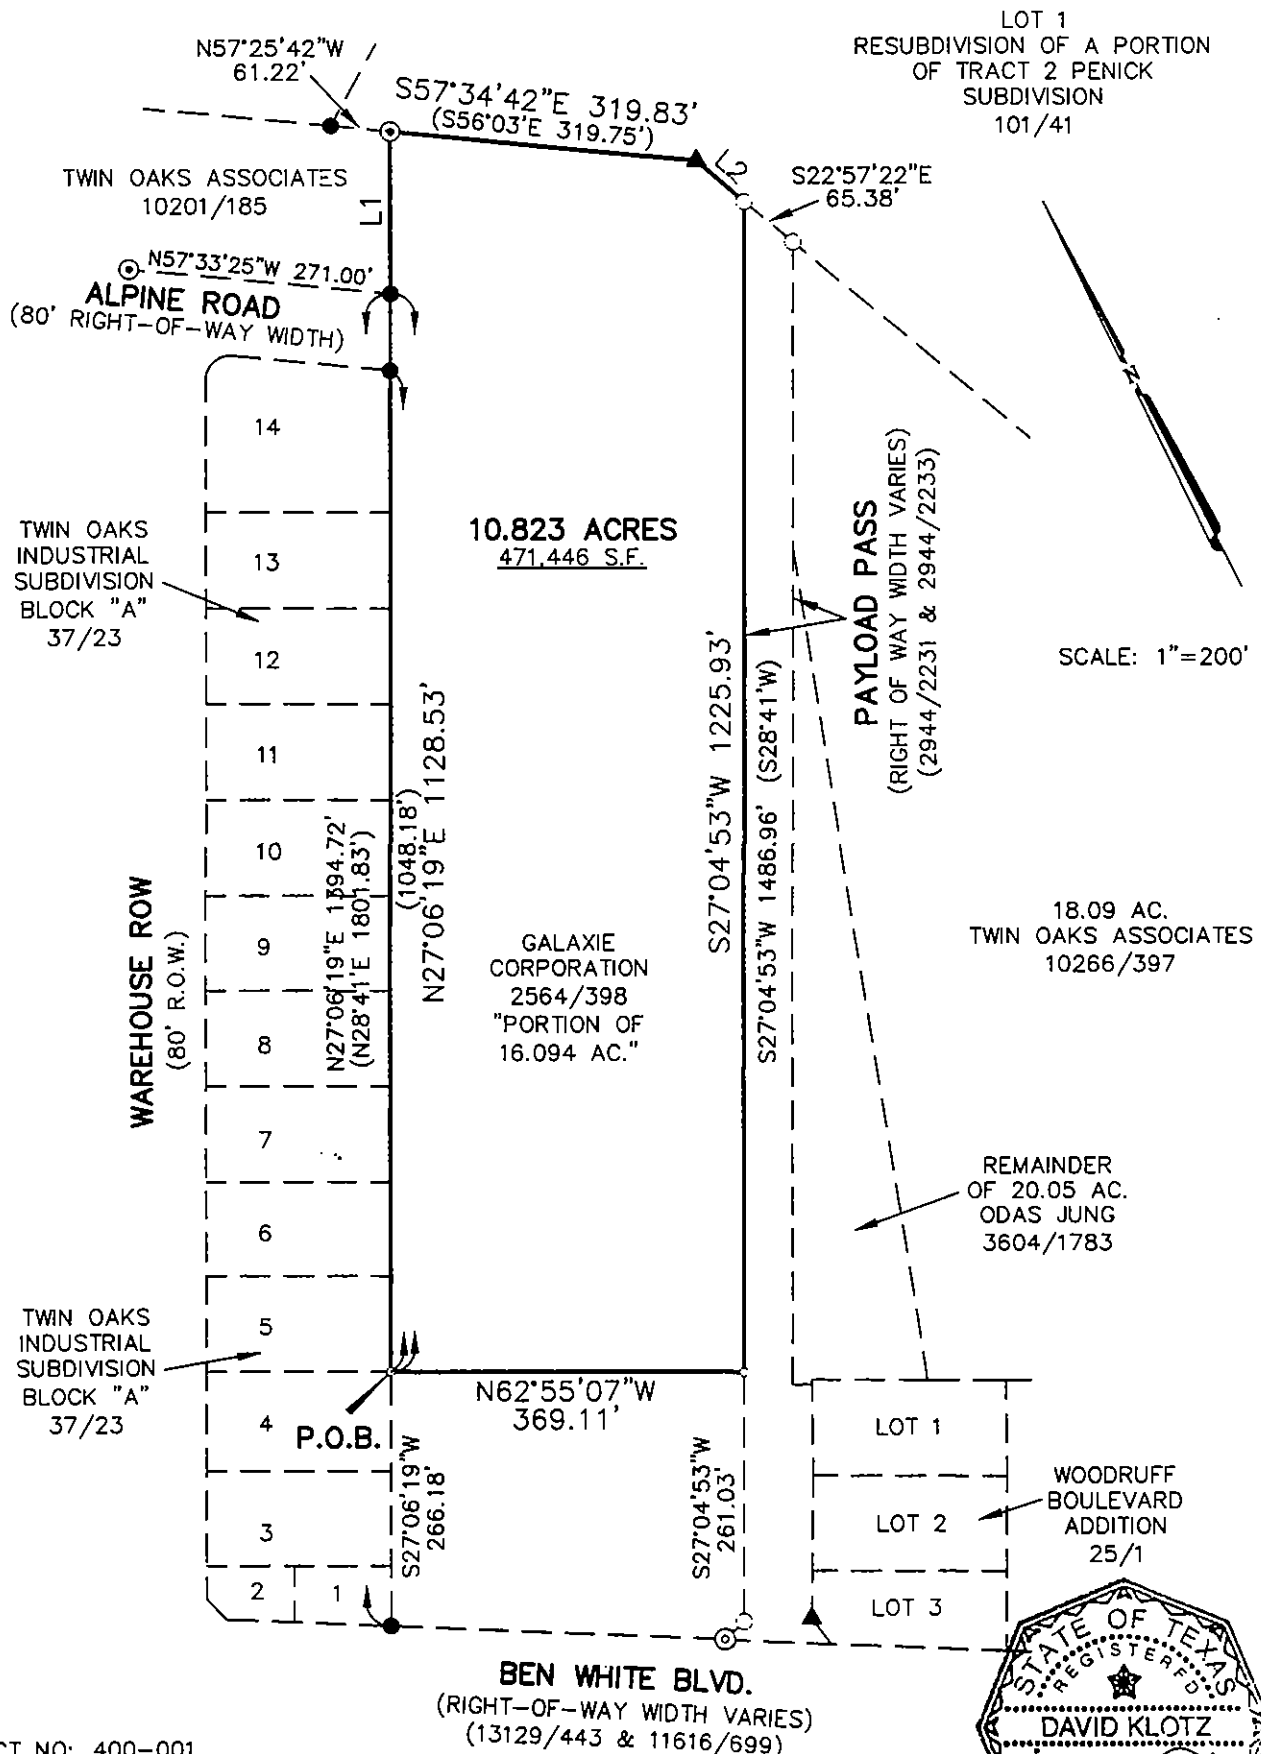 LOT 1
RESUBDIVISION OF A PORTION
OF TRACT 2 PENICK
SUBDIVISION
101/41
N57°25'42"W
61.22'
S57°34'42"E 319.83'
(S56°03'E 319.75')
L2
S22°57'22"E
65.38'
TWIN OAKS ASSOCIATES
10201/185
L1
N57°33'25"W 271.00'
ALPINE ROAD
(80' RIGHT-OF-WAY WIDTH)
N
14
13
12
11
10
9
8
7
6
5
4
3
2
1
TWIN OAKS
INDUSTRIAL
SUBDIVISION
BLOCK "A"
37/23
10.823 ACRES
471,446 S.F.
PAYLOAD PASS
(RIGHT OF WAY WIDTH VARIES)
(2944/2231 & 2944/2233)
SCALE: 1"=200'
S27°04'53"W 1225.93'
S27°04'53"W 1486.96' (S28°41'W)
N27°06'19"E 1394.72'
(N28°41'E 1801.83')
(1048.18')
N27°06'19"E 1128.53'
WAREHOUSE ROW
(80' R.O.W.)
GALAXIE
CORPORATION
2564/398
"PORTION OF
16.094 AC."
18.09 AC.
TWIN OAKS ASSOCIATES
10266/397
REMAINDER
OF 20.05 AC.
ODAS JUNG
3604/1783
TWIN OAKS
INDUSTRIAL
SUBDIVISION
BLOCK "A"
37/23
P.O.B.
N62°55'07"W
369.11'
S27°06'19"W
266.18'
S27°04'53"W
261.03'
LOT 1
LOT 2
LOT 3
WOODRUFF
BOULEVARD
ADDITION
25/1
BEN WHITE BLVD.
(RIGHT-OF-WAY WIDTH VARIES)
(13129/443 & 11616/699)
STATE OF TEXAS
REGISTERED
DAVID KLOTZ
CT NO: 400-001